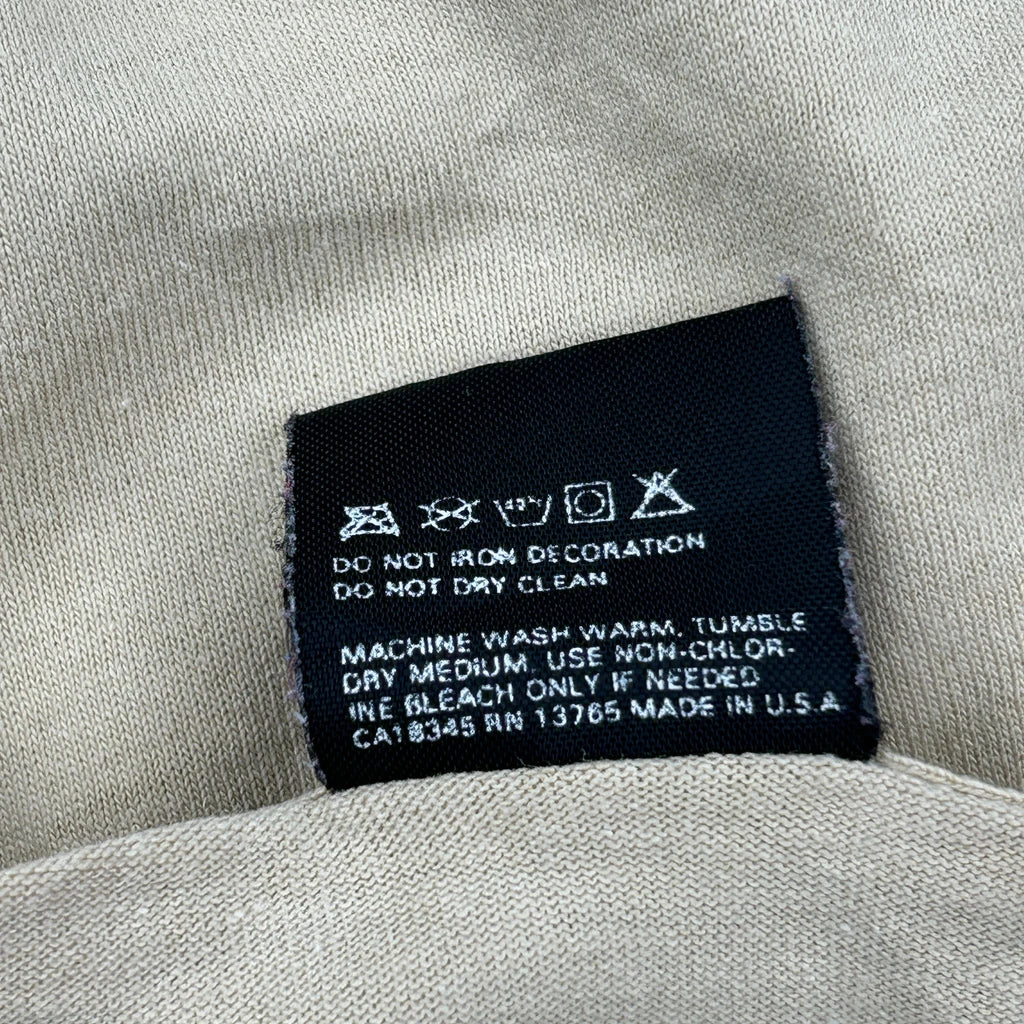 DO NOT IRON DECORATION
DO NOT DRY CLEAN
MACHINE WASH WARM. TUMBLE
DRY MEDIUM. USE NON-CHLOR-
INE BLEACH ONLY IF NEEDED
CA18345 RN 13765 MADE IN U.S.A